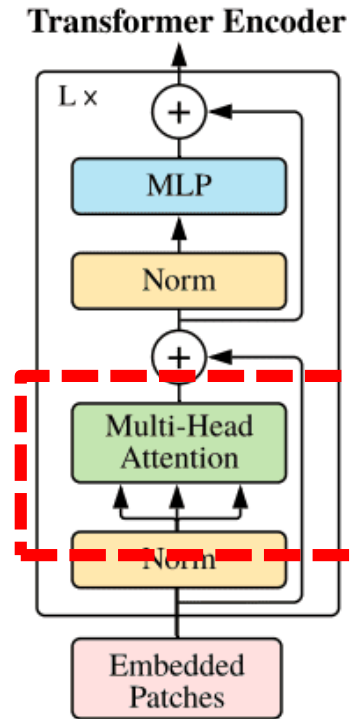 Transformer Encoder
L ×
+
MLP
Norm
+
Multi-Head
Attention
Norm
Embedded
Patches